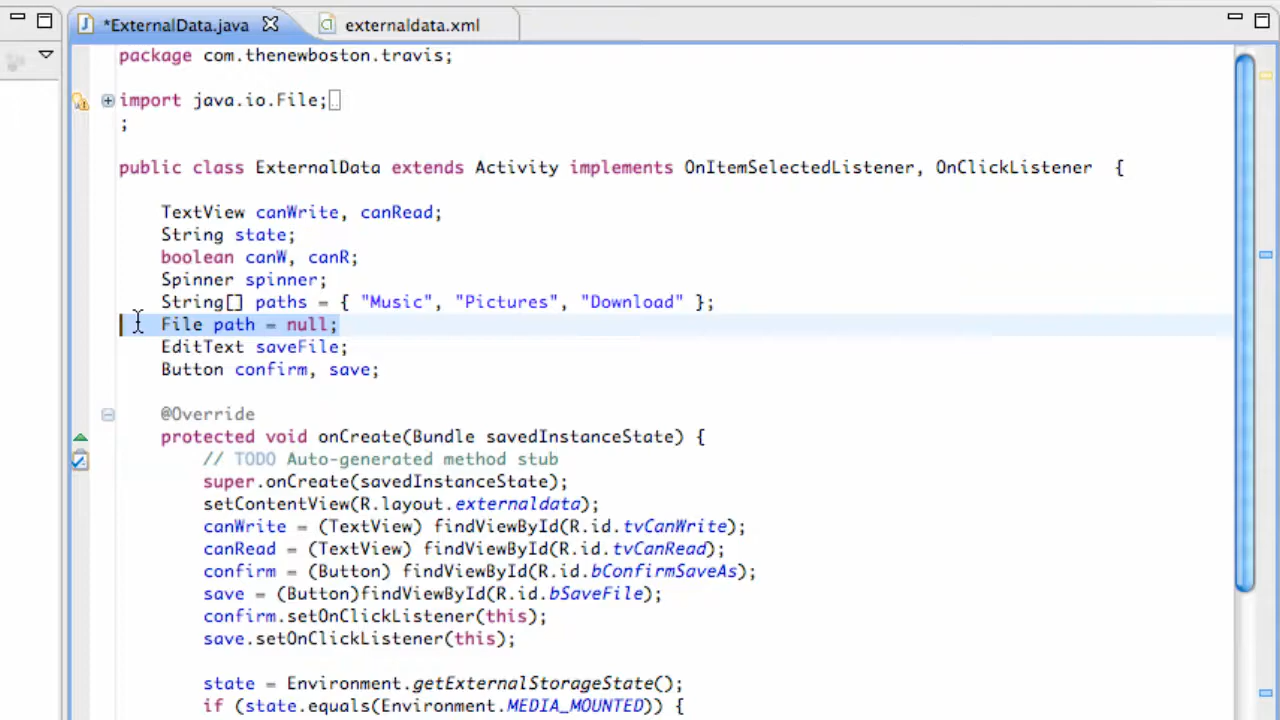 *ExternalData.java externaldata.xml
package com.thenewboston.travis;
import java.io.File;
;
public class ExternalData extends Activity implements OnItemSelectedListener, OnClickListener {
TextView canWrite, canRead;
String state;
boolean canW, canR;
Spinner spinner;
String[] paths = { "Music", "Pictures", "Download" };
File path = null;
EditText saveFile;
Button confirm, save;
@Override
protected void onCreate(Bundle savedInstanceState) {
// TODO Auto-generated method stub
super.onCreate(savedInstanceState);
setContentView(R.layout.externaldata);
canWrite = (TextView) findViewById(R.id.tvCanWrite);
canRead = (TextView) findViewById(R.id.tvCanRead);
confirm = (Button) findViewById(R.id.bConfirmSaveAs);
save = (Button)findViewById(R.id.bSaveFile);
confirm.setOnClickListener(this);
save.setOnClickListener(this);
state = Environment.getExternalStorageState();
if (state.equals(Environment.MEDIA_MOUNTED)) {